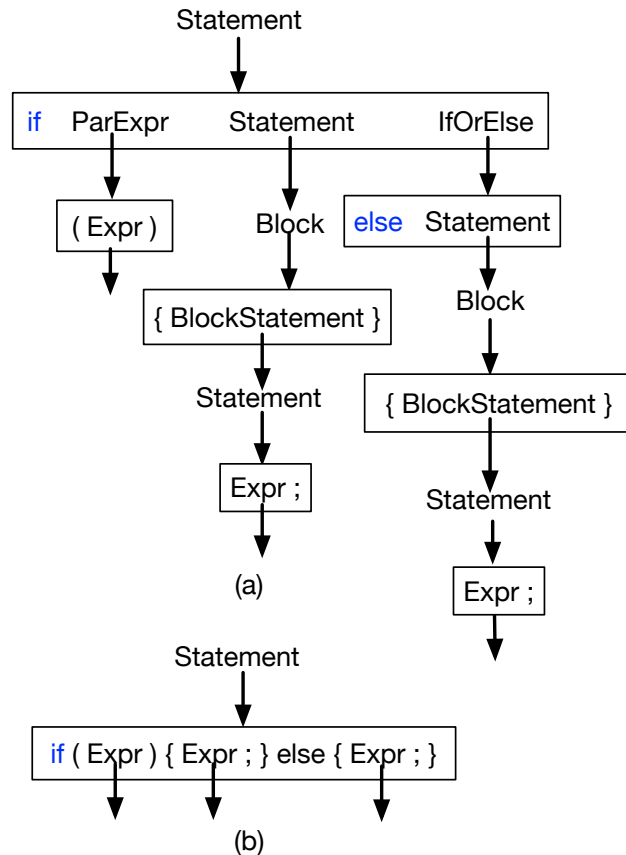 Statement
if ParExpr Statement IfOrElse
( Expr )
Block
else Statement
{ BlockStatement }
Block
Statement
{ BlockStatement }
Expr ;
Statement
(a)
Expr ;
Statement
if ( Expr ) { Expr ; } else { Expr ; }
(b)